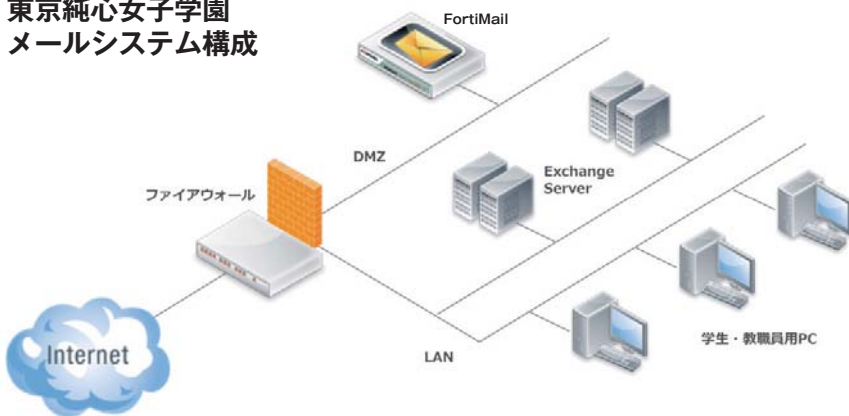 東京純心女子学園
メールシステム構成
FortiMail
DMZ
Exchange
Server
ファイアウォール
Internet
学生・教職員用PC
LAN